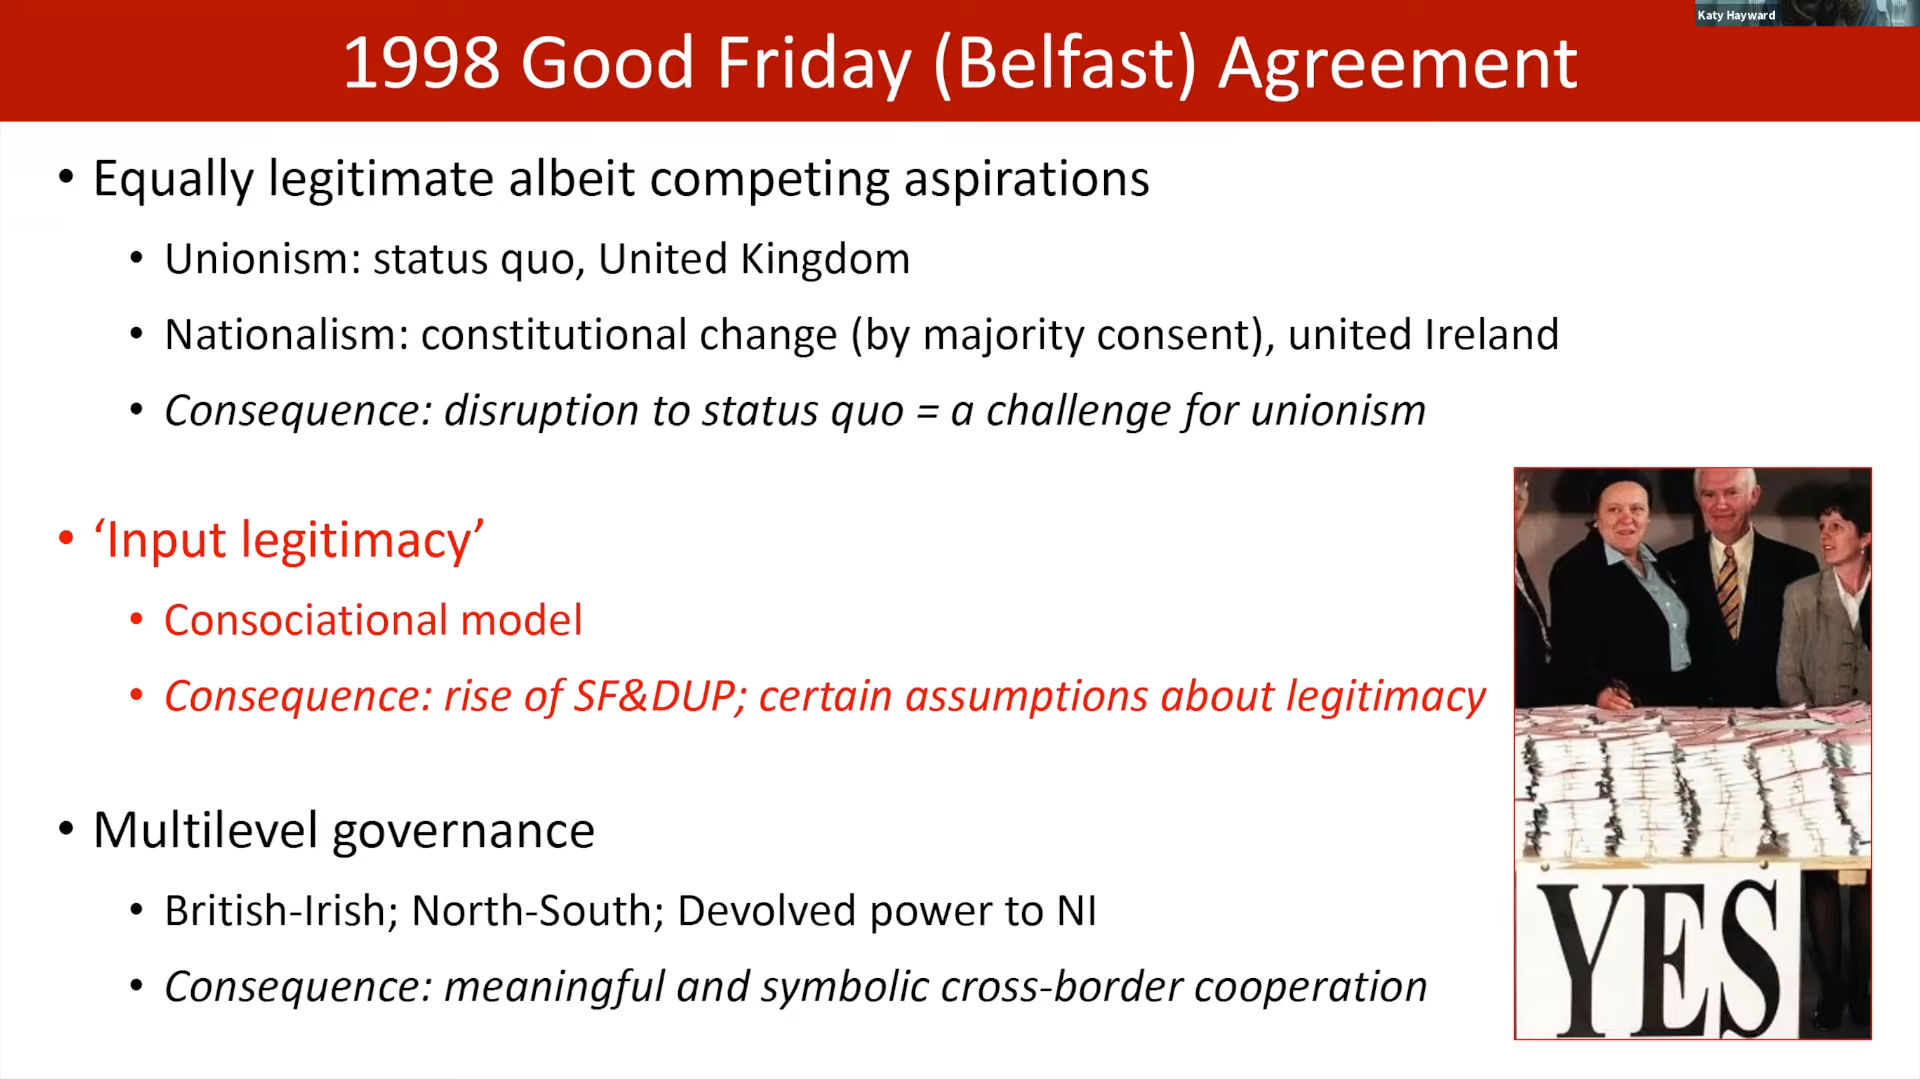 Katy Hayward
1998 Good Friday (Belfast) Agreement
• Equally legitimate albeit competing aspirations
• Unionism: status quo, United Kingdom
• Nationalism: constitutional change (by majority consent), united Ireland
• Consequence: disruption to status quo = a challenge for unionism
• ‘Input legitimacy’
• Consociational model
• Consequence: rise of SF&DUP; certain assumptions about legitimacy
• Multilevel governance
• British-Irish; North-South; Devolved power to NI
• Consequence: meaningful and symbolic cross-border cooperation
YES